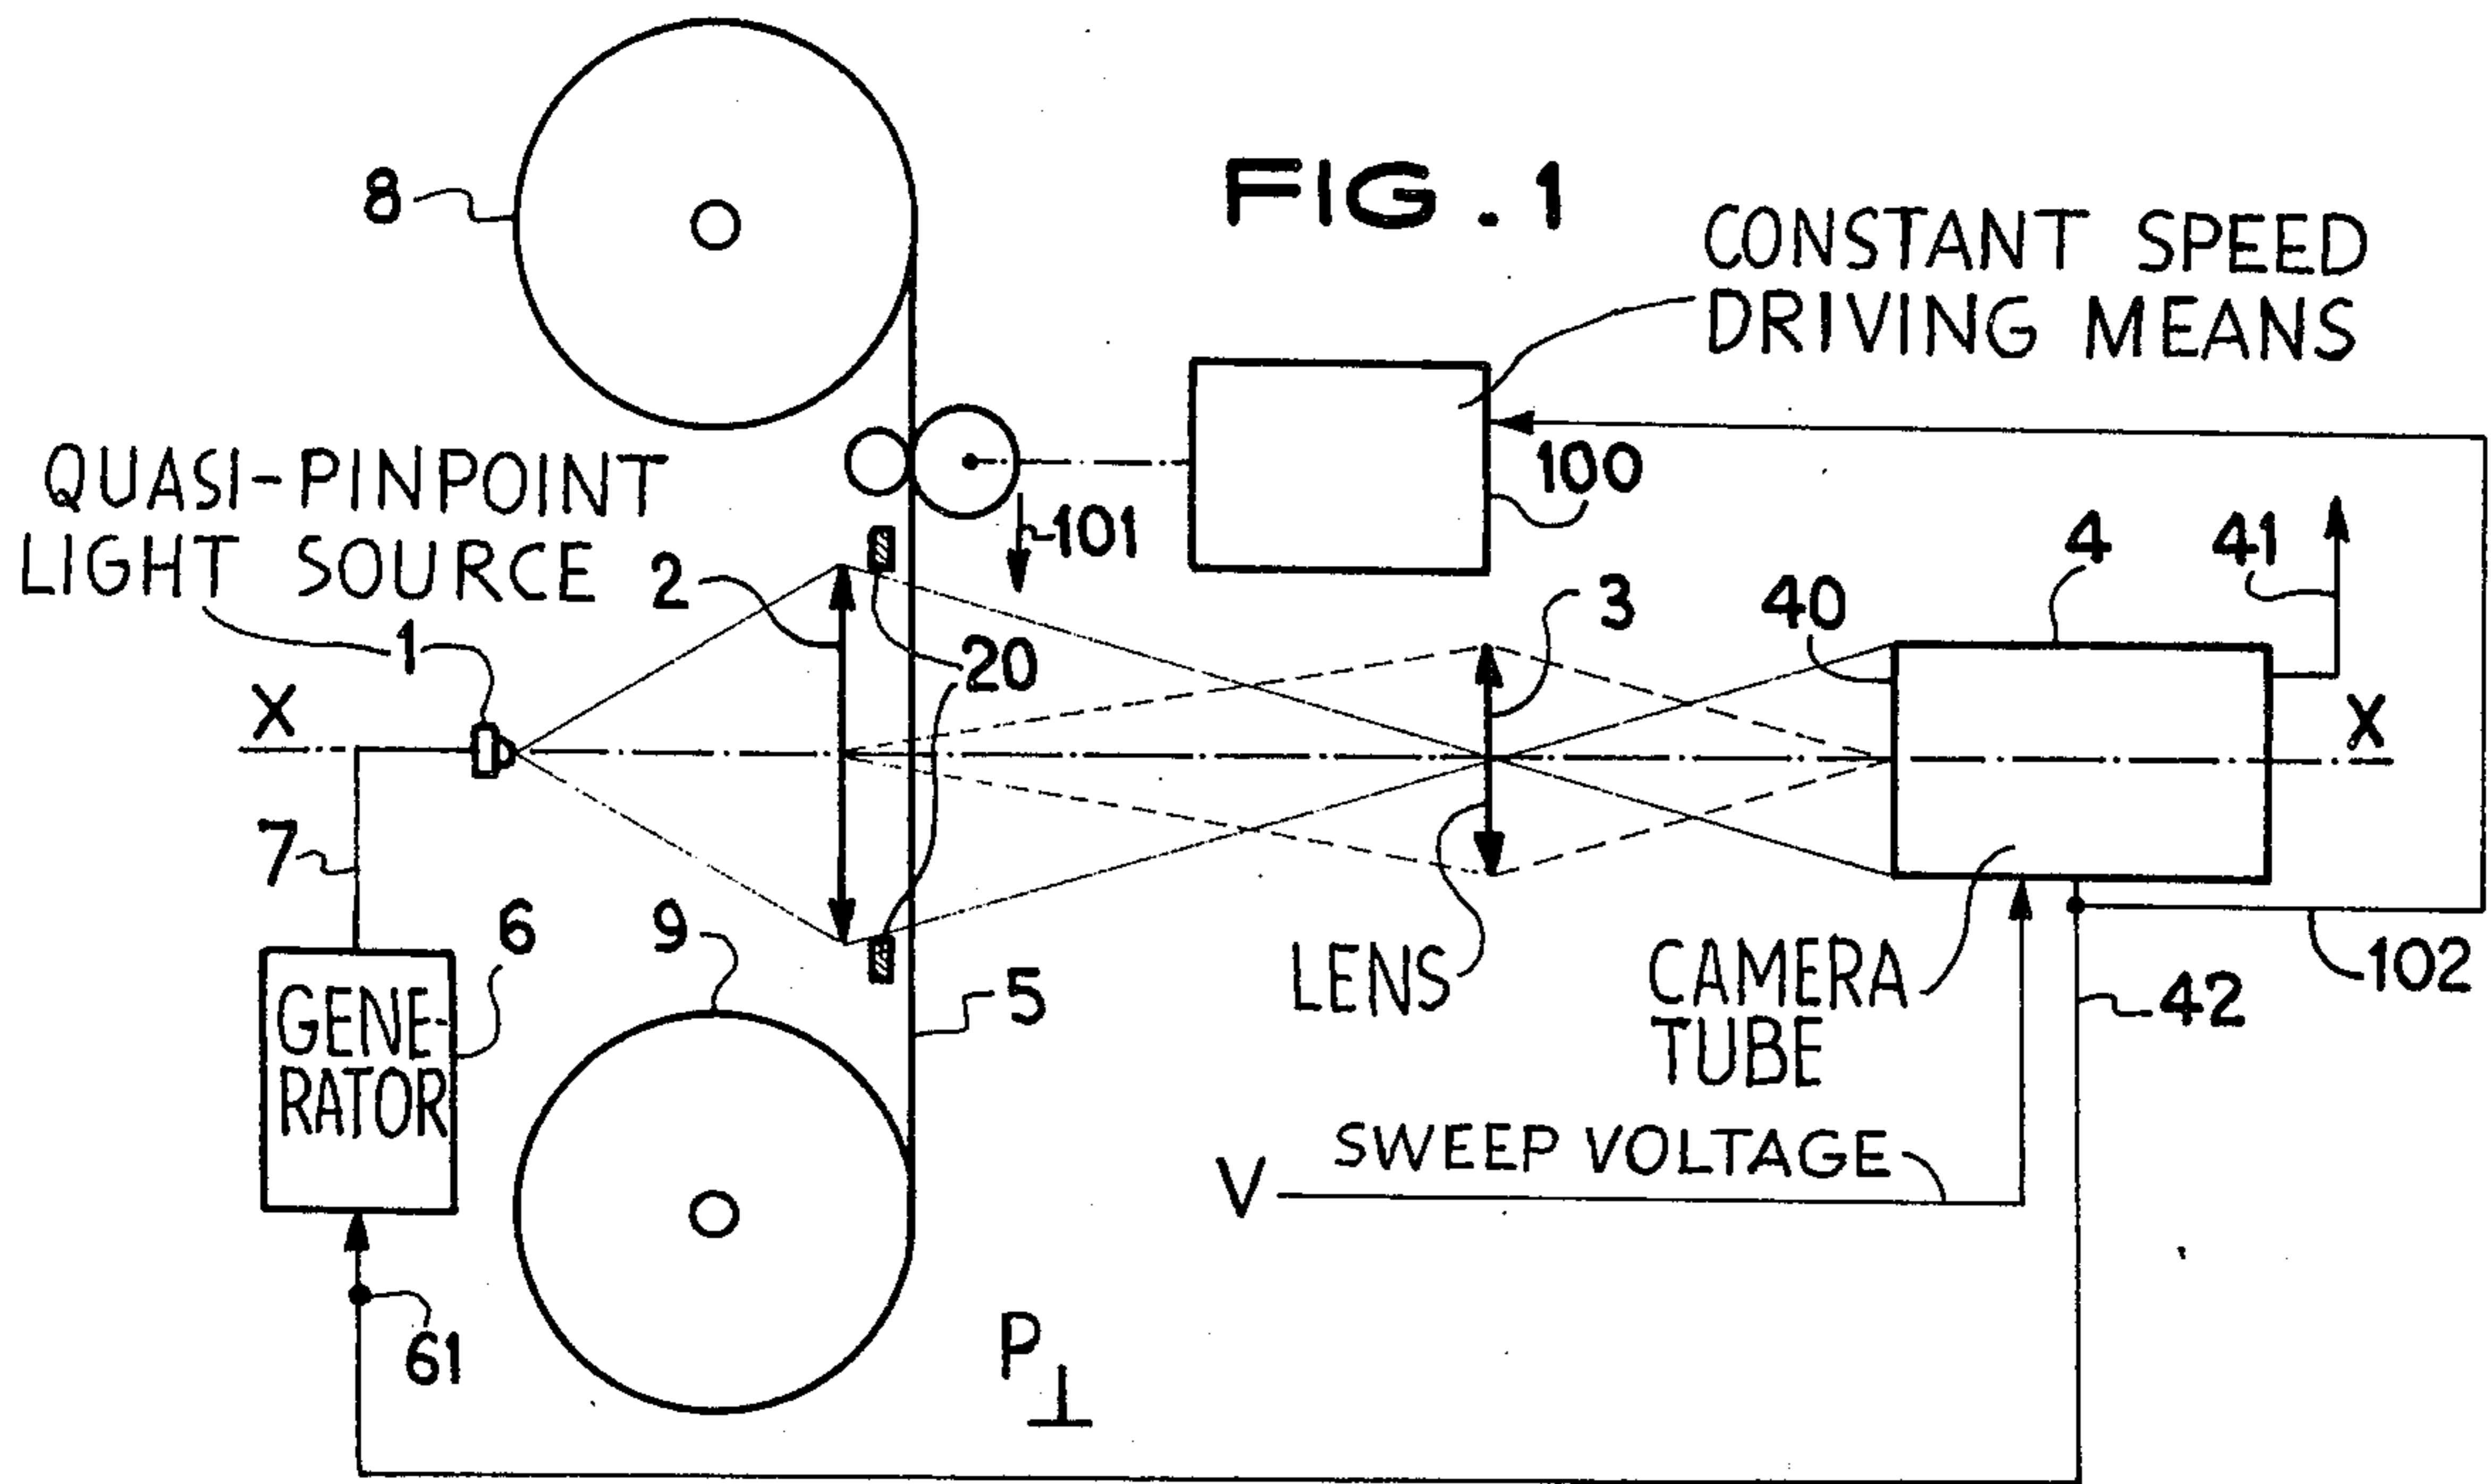 FIG. 1
8
CONSTANT SPEED
DRIVING MEANS
QUASI-PINPOINT
LIGHT SOURCE
100
101
2
4
41
3
40
1
20
X
X
7
6
9
LENS
CAMERA
TUBE
102
42
5
GENE-
RATOR
SWEEP VOLTAGE
V
61
P